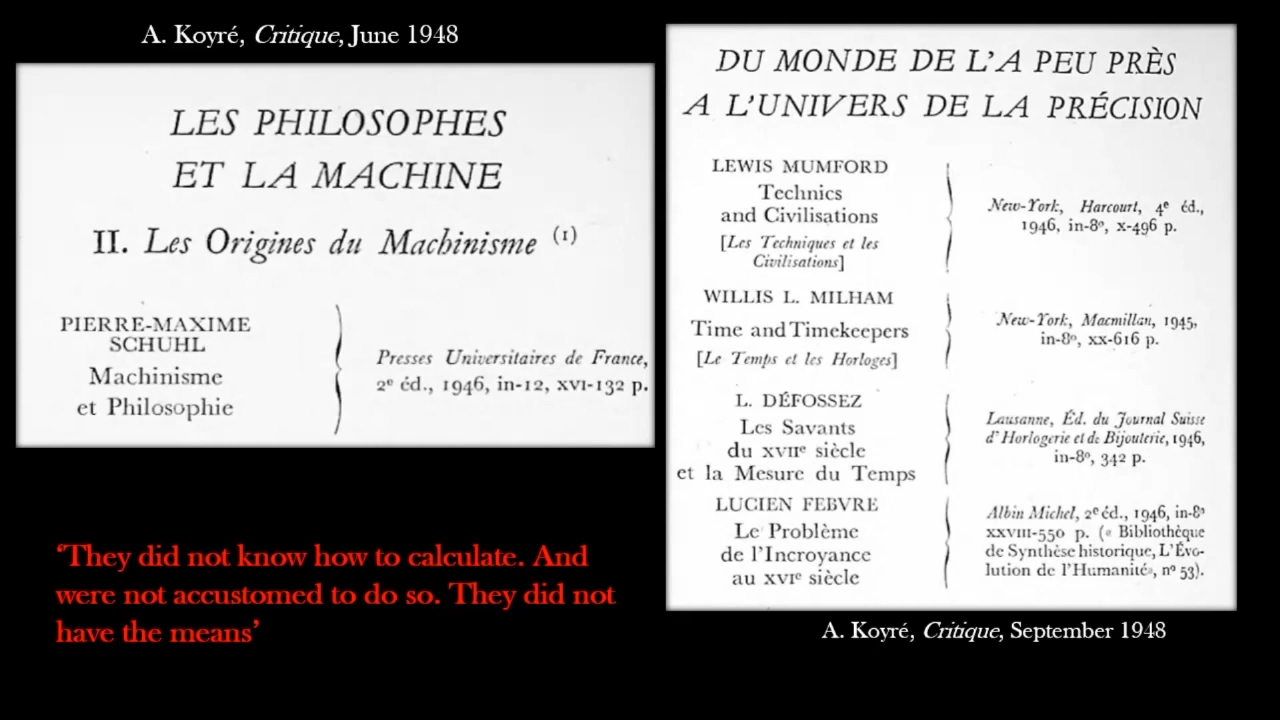 A. Koyré, Critique, June 1948
LES PHILOSOPHES
ET LA MACHINE
II. Les Origines du Machinisme (1)
PIERRE-MAXIME
SCHUHL
Machinisme
et Philosophie
Presses Universitaires de France,
2e éd., 1946, in-12, XVI-132 p.
‘They did not know how to calculate. And
were not accustomed to do so. They did not
have the means’
DU MONDE DE L’A PEU PRÈS
A L’UNIVERS DE LA PRÉCISION
LEWIS MUMFORD
Technics
and Civilisations
[Les Techniques et les
Civilisations]
New-York, Harcourt, 4e éd.,
1946, in-8o, x-496 p.
WILLIS L. MILHAM
Time and Timekeepers
[Le Temps et les Horloges]
New-York, Macmillan, 1945,
in-8o, xx-616 p.
L. DÉFOSSEZ
Les Savants
du XVIIe siècle
et la Mesure du Temps
Lausanne, Éd. du Journal Suisse
d’Horlogerie et de Bijouterie, 1946,
in-8o, 342 p.
LUCIEN FEBVRE
Le Problème
de l’Incroyance
au XVIe siècle
Albin Michel, 2e éd., 1946, in-8o
XXVIII-550 p. (« Bibliothèque
de Synthèse historique, L’Évo-
lution de l’Humanité», no 53).
A. Koyré, Critique, September 1948